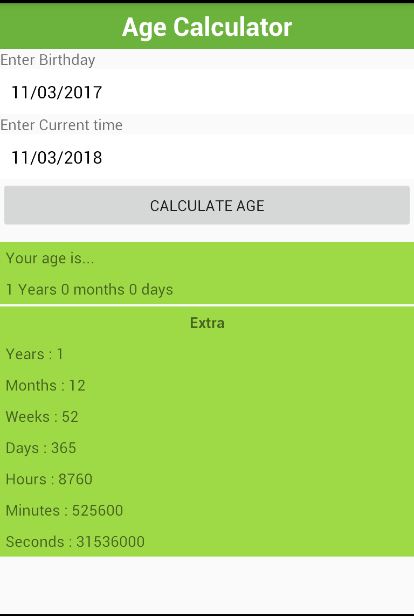 Age Calculator
Enter Birthday
11/03/2017
Enter Current time
11/03/2018
CALCULATE AGE
Your age is...
1 Years 0 months 0 days
Extra
Years : 1
Months : 12
Weeks : 52
Days : 365
Hours : 8760
Minutes : 525600
Seconds : 31536000